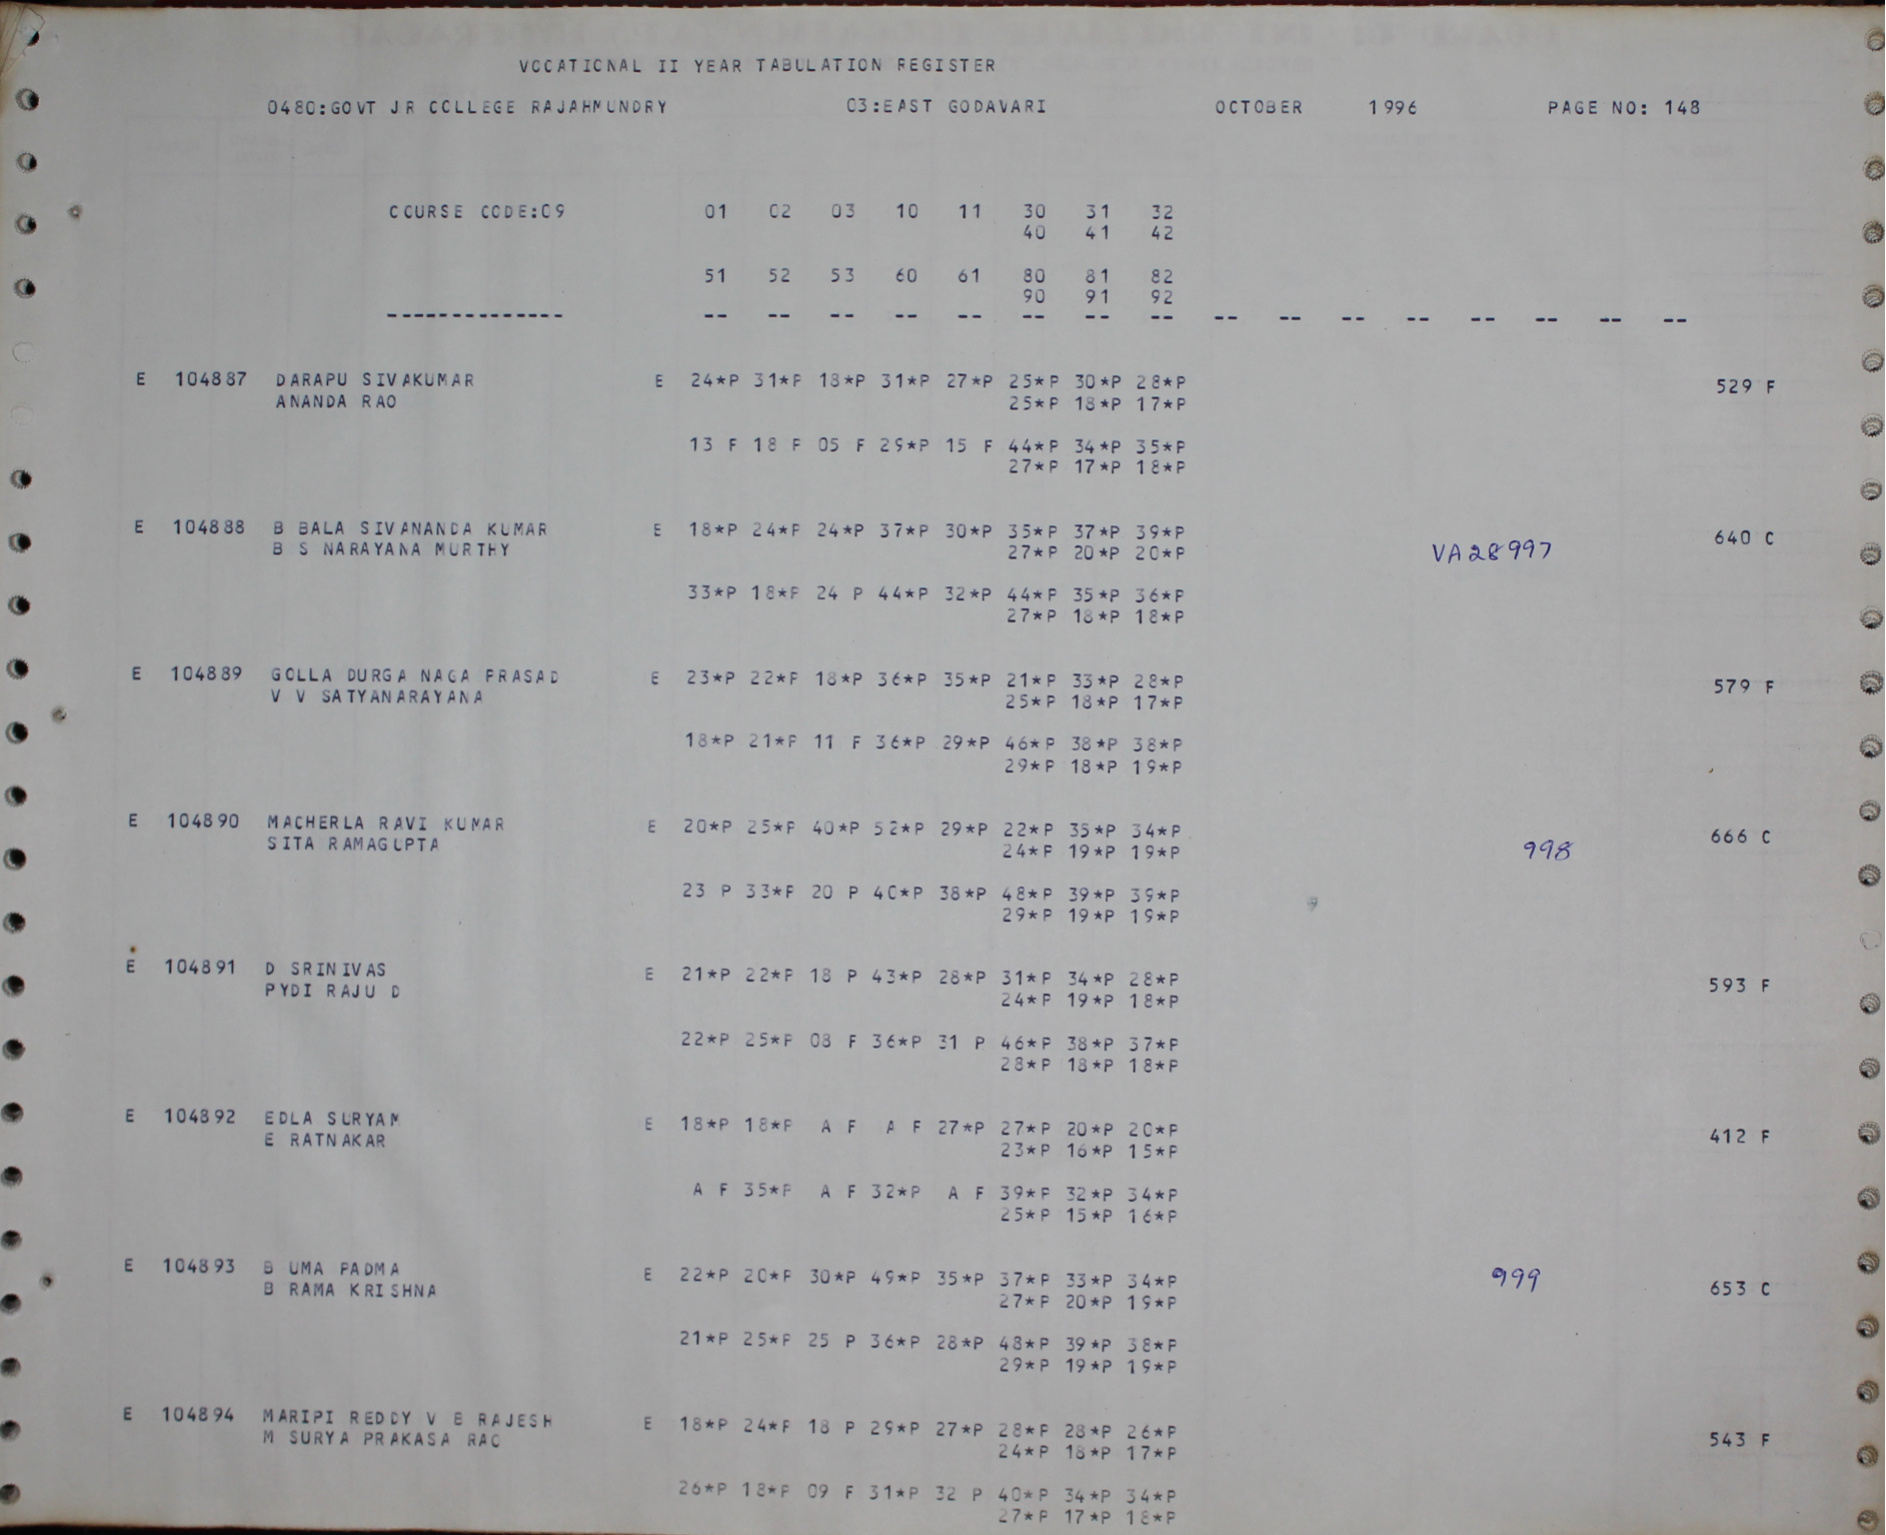 VOCATIONAL II YEAR TABULATION REGISTER
0480:GOVT JR COLLEGE RAJAHMUNDRY 03:EAST GODAVARI OCTOBER 1996 PAGE NO: 148
COURSE CODE:09 01 02 03 10 11 30 31 32
40 41 42
51 52 53 60 61 80 81 82
90 91 92
-------------- -- -- -- -- -- -- -- -- -- -- -- -- -- -- -- --
E 104887 DARAPU SIVAKUMAR E 24*P 31*P 18*P 31*P 27*P 25*P 30*P 28*P 529 F
ANANDA RAO 25*P 18*P 17*P
13 F 18 F 05 F 29*P 15 F 44*P 34*P 35*P
27*P 17*P 18*P
E 104888 B BALA SIVANANDA KUMAR E 18*P 24*P 24*P 37*P 30*P 35*P 37*P 39*P 640 C
B S NARAYANA MURTHY 27*P 20*P 20*P VA28997
33*P 18*P 24 P 44*P 32*P 44*P 35*P 36*P
27*P 18*P 18*P
E 104889 GOLLA DURGA NAGA PRASAD E 23*P 22*P 18*P 36*P 35*P 21*P 33*P 28*P 579 F
V V SATYANARAYANA 25*P 18*P 17*P
18*P 21*P 11 F 36*P 29*P 46*P 38*P 38*P
29*P 18*P 19*P
E 104890 MACHERLA RAVI KUMAR E 20*P 25*P 40*P 52*P 29*P 22*P 35*P 34*P 666 C
SITA RAMAGUPTA 24*P 19*P 19*P 998
23 P 33*P 20 P 40*P 38*P 48*P 39*P 39*P
29*P 19*P 19*P
E 104891 D SRINIVAS E 21*P 22*P 18 P 43*P 28*P 31*P 34*P 28*P 593 F
PYDI RAJU D 24*P 19*P 18*P
22*P 25*P 08 F 36*P 31 P 46*P 38*P 37*P
28*P 18*P 18*P
E 104892 EDLA SURYAM E 18*P 18*P A F A F 27*P 27*P 20*P 20*P 412 F
E RATNAKAR 23*P 16*P 15*P
A F 35*P A F 32*P A F 39*P 32*P 34*P
25*P 15*P 16*P
E 104893 B UMA PADMA E 22*P 20*P 30*P 49*P 35*P 37*P 33*P 34*P 999 653 C
B RAMA KRISHNA 27*P 20*P 19*P
21*P 25*P 25 P 36*P 28*P 48*P 39*P 38*P
29*P 19*P 19*P
E 104894 MARIPI REDDY V B RAJESH E 18*P 24*P 18 P 29*P 27*P 28*P 28*P 26*P 543 F
M SURYA PRAKASA RAO 24*P 18*P 17*P
26*P 18*P 09 F 31*P 32 P 40*P 34*P 34*P
27*P 17*P 18*P